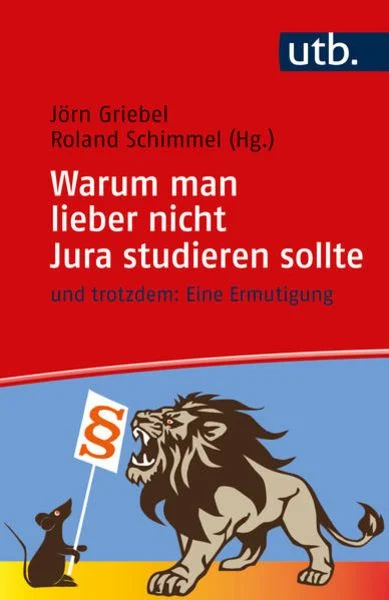 utb.
Jörn Griebel
Roland Schimmel (Hg.)
Warum man
lieber nicht
Jura studieren sollte
und trotzdem: Eine Ermutigung
§